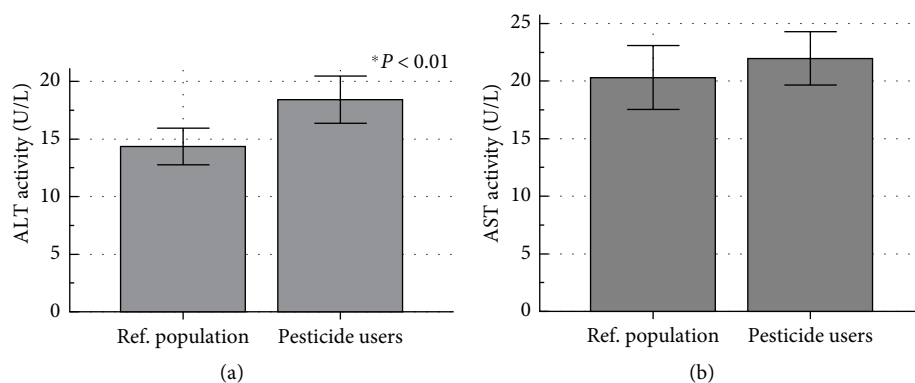 ALT activity (U/L)
20
15
10
5
0
*P < 0.01
Ref. population
Pesticide users
(a)
AST activity (U/L)
25
20
15
10
5
0
Ref. population
Pesticide users
(b)